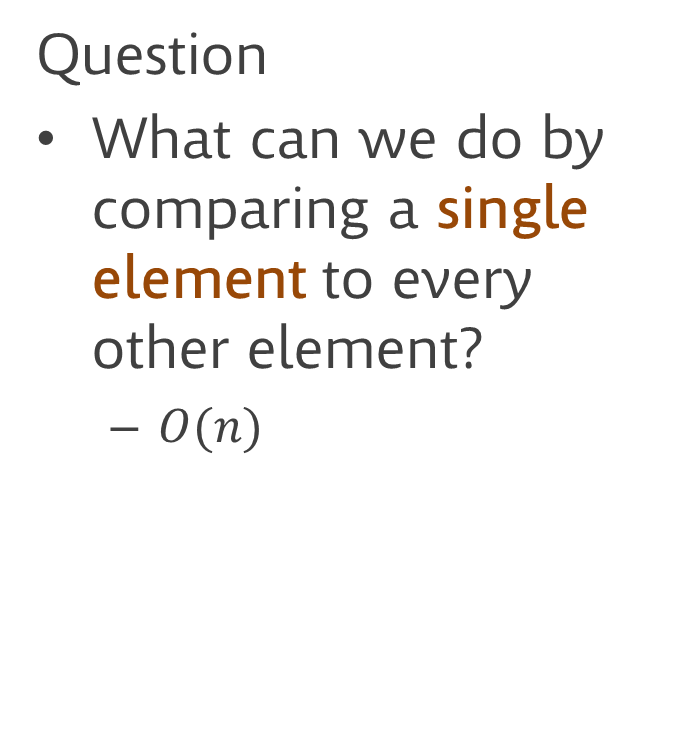 Question
• What can we do by
comparing a single
element to every
other element?
– O(n)